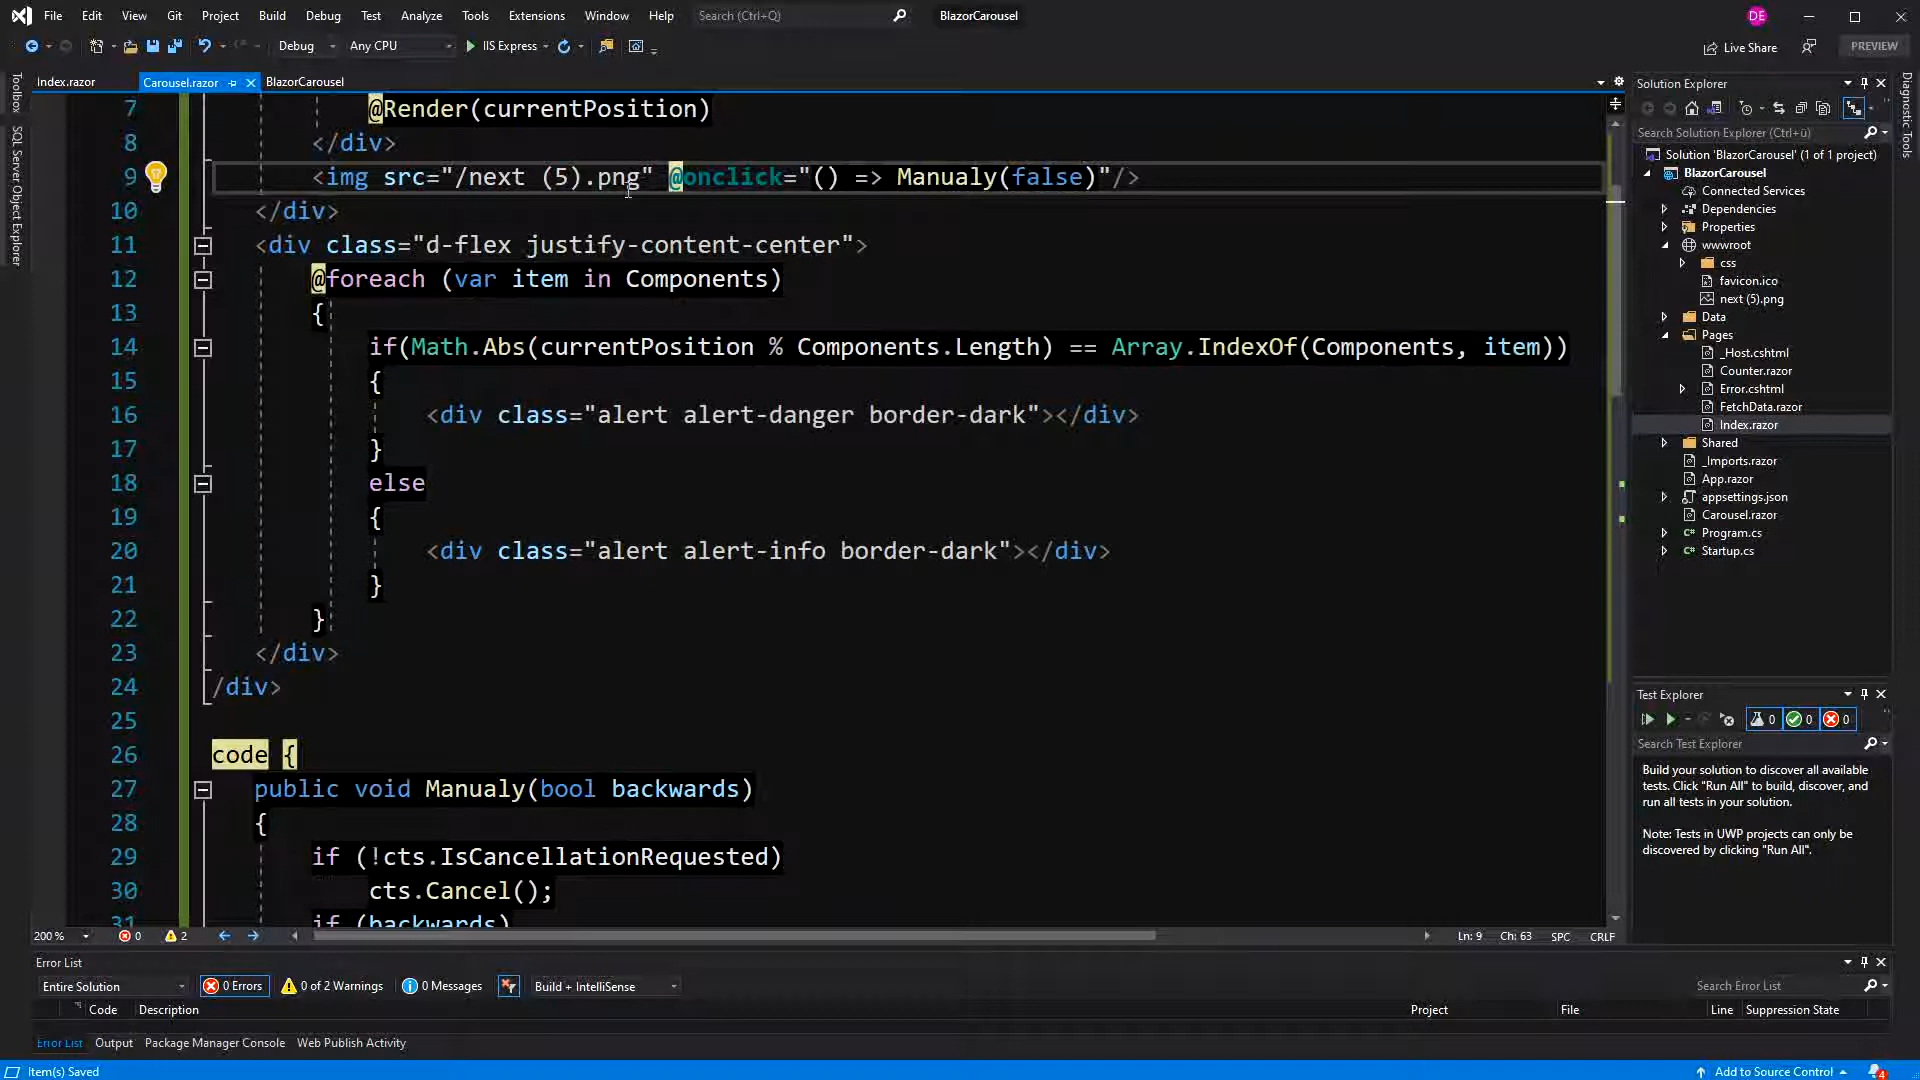 File Edit View Git Project Build Debug Test Analyze Tools Extensions Window Help Search (Ctrl+Q) BlazorCarousel DE
Debug Any CPU IIS Express Live Share PREVIEW
Index.razor Carousel.razor BlazorCarousel
Toolbox
SQL Server Object Explorer
7 @Render(currentPosition)
8 </div>
9 <img src="/next (5).png" @onclick="() => Manualy(false)"/>
10 </div>
11 <div class="d-flex justify-content-center">
12 @foreach (var item in Components)
13 {
14 if(Math.Abs(currentPosition % Components.Length) == Array.IndexOf(Components, item))
15 {
16 <div class="alert alert-danger border-dark"></div>
17 }
18 else
19 {
20 <div class="alert alert-info border-dark"></div>
21 }
22 }
23 </div>
24 /div>
25
26 code {
27 public void Manualy(bool backwards)
28 {
29 if (!cts.IsCancellationRequested)
30 cts.Cancel();
31 if (backwards)
200 % 0 2 Ln: 9 Ch: 63 SPC CRLF
Solution Explorer
Search Solution Explorer (Ctrl+ü)
Solution 'BlazorCarousel' (1 of 1 project)
BlazorCarousel
Connected Services
Dependencies
Properties
wwwroot
css
favicon.ico
next (5).png
Data
Pages
_Host.cshtml
Counter.razor
Error.cshtml
FetchData.razor
Index.razor
Shared
_Imports.razor
App.razor
appsettings.json
Carousel.razor
C# Program.cs
C# Startup.cs
Diagnostic Tools
Test Explorer
0 0 0
Search Test Explorer
Build your solution to discover all available
tests. Click "Run All" to build, discover, and
run all tests in your solution.
Note: Tests in UWP projects can only be
discovered by clicking "Run All".
Error List
Entire Solution 0 Errors 0 of 2 Warnings 0 Messages Build + IntelliSense Search Error List
Code Description Project File Line Suppression State
Error List Output Package Manager Console Web Publish Activity
Item(s) Saved Add to Source Control 4